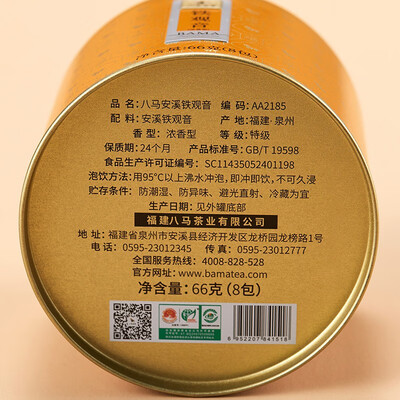 铁观音
BAMA
净含量:66克(8包)
品 名:八马安溪铁观音 编 码:AA2185
配 料:安溪铁观音 产 地:福建·泉州
香 型:浓香型 等 级:特级
保质期:24个月 产品标准号:GB/T 19598
食品生产许可证编号:SC11435052401198
泡饮方法:用95°C以上沸水冲泡,即冲即饮,不可久浸
贮存条件:防潮湿、防异味、避光直射、冷藏为宜
生产日期:见外罐底部
福建八马茶业有限公司
地址:福建省泉州市安溪县经济开发区龙桥园龙榜路1号
电话:0595-23012345 传真:0595-23012777
全国服务热线:4008-828-528
官方网址:www.bamatea.com
净含量:66克(8包)
6 952207 841516